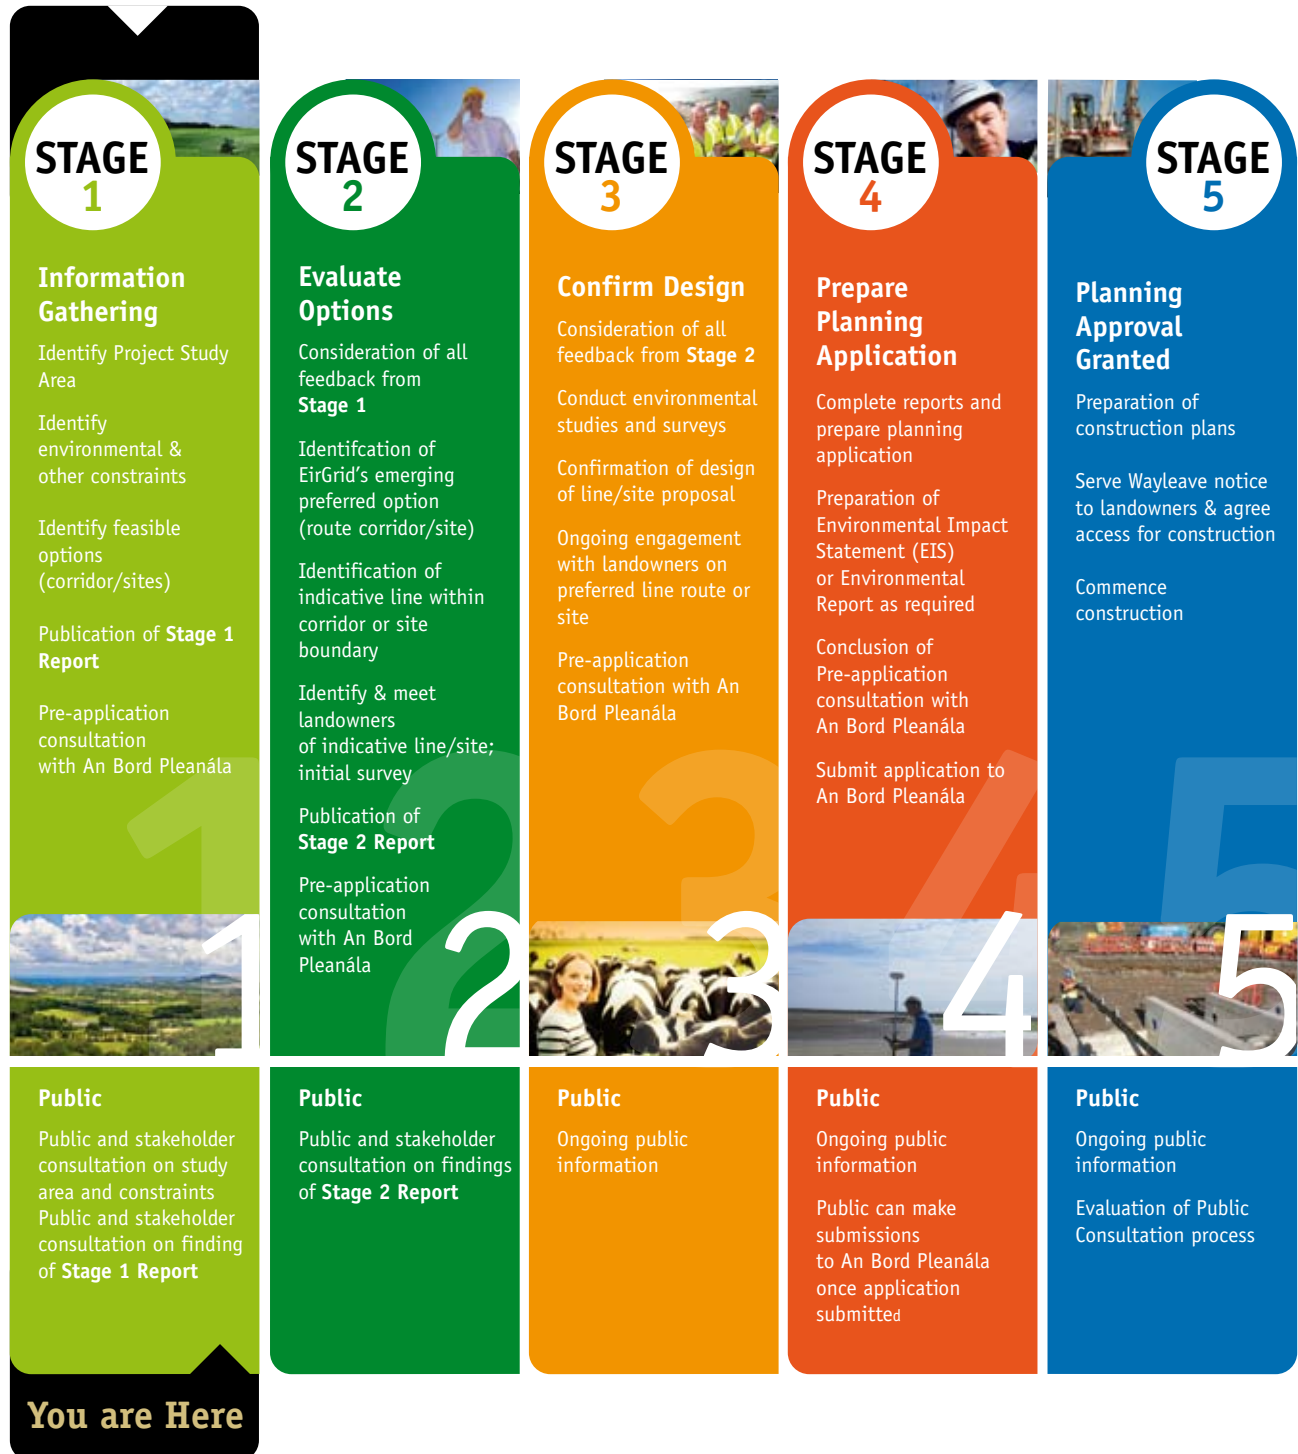 STAGE
1
Information
Gathering
Identify Project Study
Area
Identify
environmental &
other constraints
Identify feasible
options
(corridor/sites)
Publication of Stage 1
Report
Pre-application
consultation
with An Bord Pleanála
1
1
Public
Public and stakeholder
consultation on study
area and constraints
Public and stakeholder
consultation on finding
of Stage 1 Report
You are Here
STAGE
2
Evaluate
Options
Consideration of all
feedback from
Stage 1
Identifcation of
EirGrid's emerging
preferred option
(route corridor/site)
Identification of
indicative line within
corridor or site
boundary
Identify & meet
landowners
of indicative line/site;
initial survey
Publication of
Stage 2 Report
Pre-application
consultation
with An Bord
Pleanála
2
2
Public
Public and stakeholder
consultation on findings
of Stage 2 Report
STAGE
3
Confirm Design
Consideration of all
feedback from Stage 2
Conduct environmental
studies and surveys
Confirmation of design
of line/site proposal
Ongoing engagement
with landowners on
preferred line route or
site
Pre-application
consultation with An
Bord Pleanála
3
3
Public
Ongoing public
information
STAGE
4
Prepare
Planning
Application
Complete reports and
prepare planning
application
Preparation of
Environmental Impact
Statement (EIS)
or Environmental
Report as required
Conclusion of
Pre-application
consultation with
An Bord Pleanála
Submit application to
An Bord Pleanála
4
4
Public
Ongoing public
information
Public can make
submissions
to An Bord Pleanála
once application
submitted
STAGE
5
Planning
Approval
Granted
Preparation of
construction plans
Serve Wayleave notice
to landowners & agree
access for construction
Commence
construction
5
5
Public
Ongoing public
information
Evaluation of Public
Consultation process